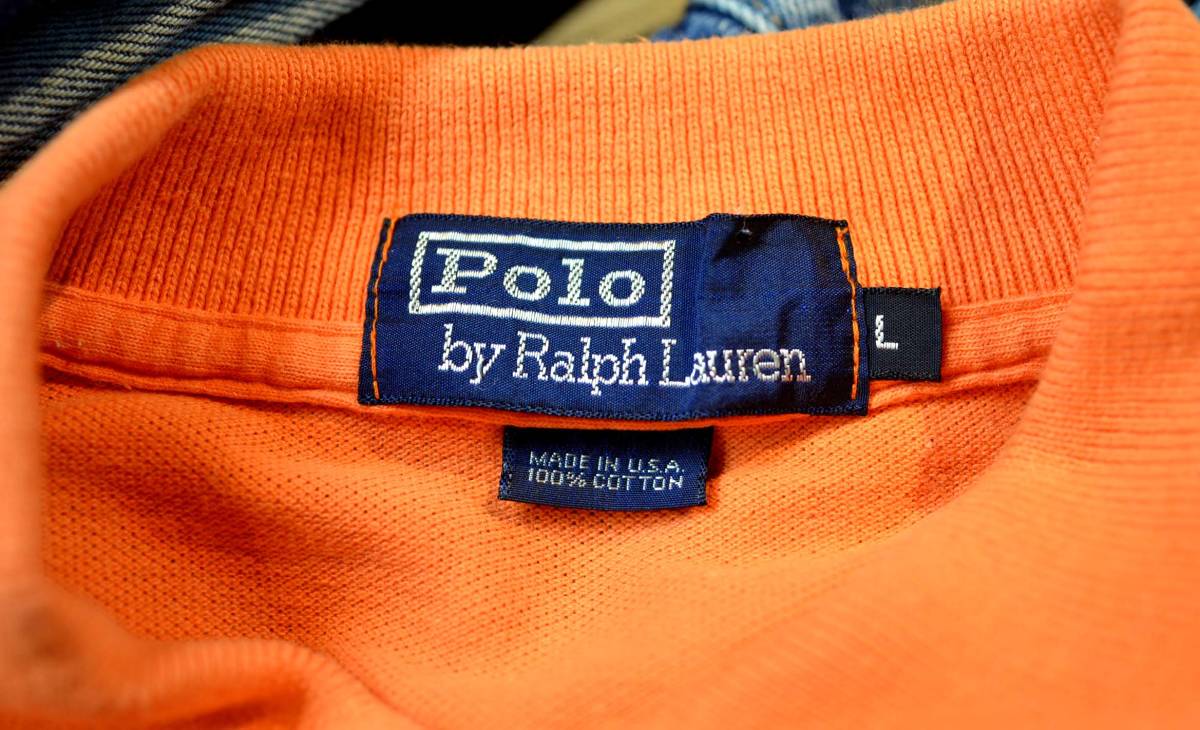 Polo
by Ralph Lauren
L
MADE IN U.S.A.
100% COTTON